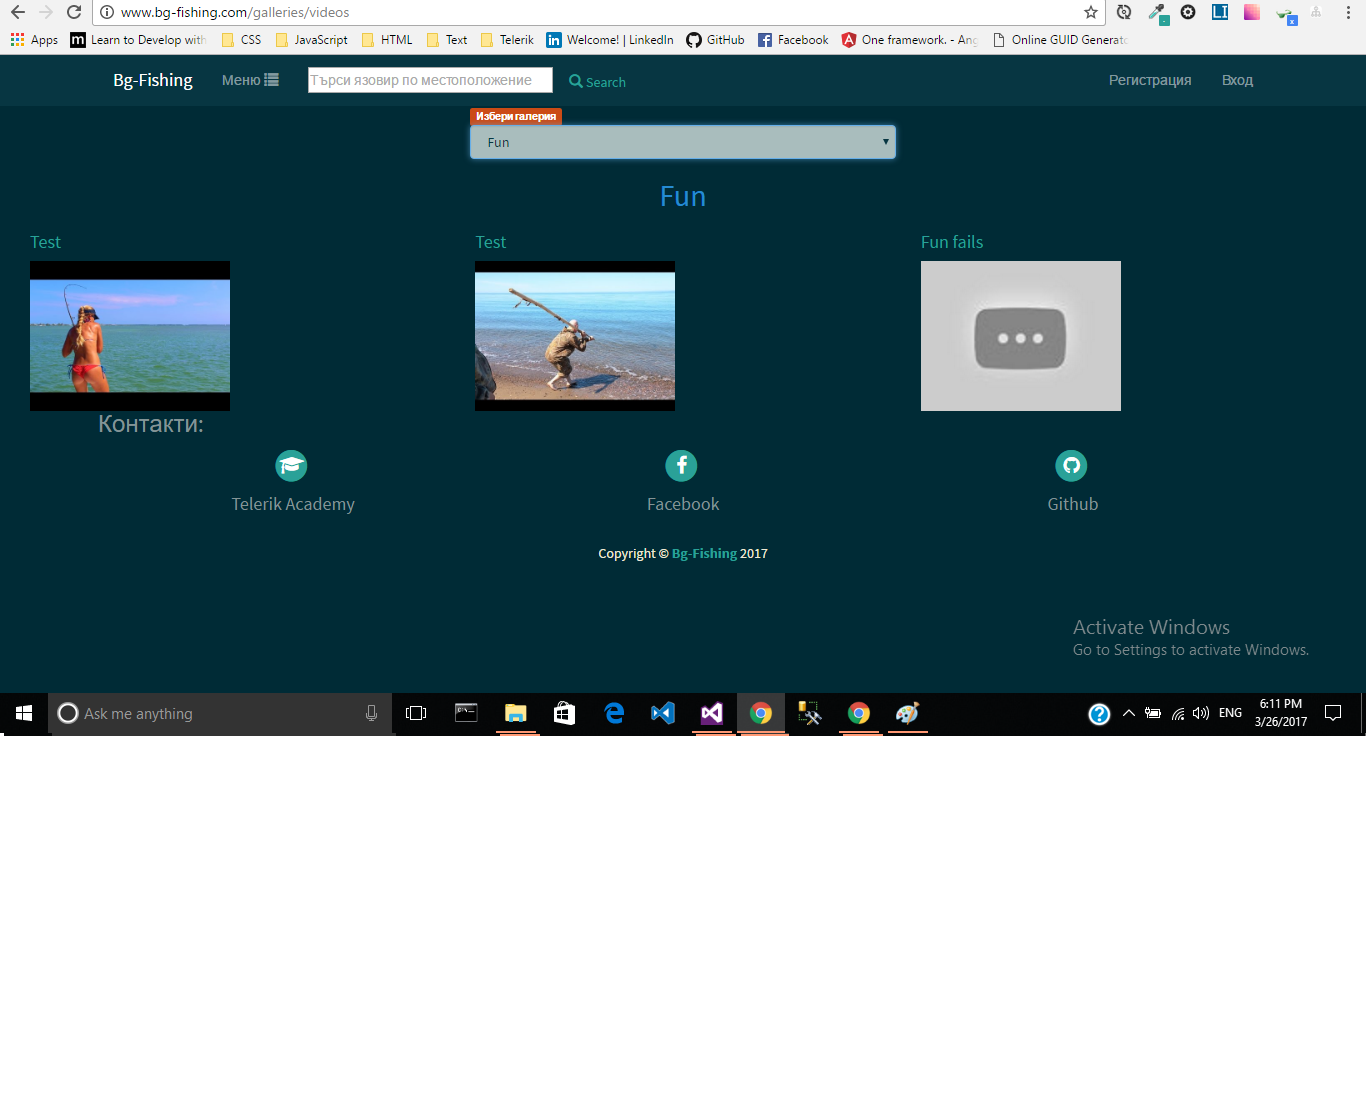 www.bg-fishing.com/galleries/videos
Apps Learn to Develop with CSS JavaScript HTML Text Telerik Welcome! | LinkedIn GitHub Facebook One framework. - Ang Online GUID Generato
Bg-Fishing Меню Търси язовир по местоположение Search Регистрация Вход
Избери галерия
Fun
Fun
Test Test Fun fails
Контакти:
Telerik Academy Facebook Github
Copyright © Bg-Fishing 2017
Activate Windows
Go to Settings to activate Windows.
Ask me anything ENG 6:11 PM
3/26/2017